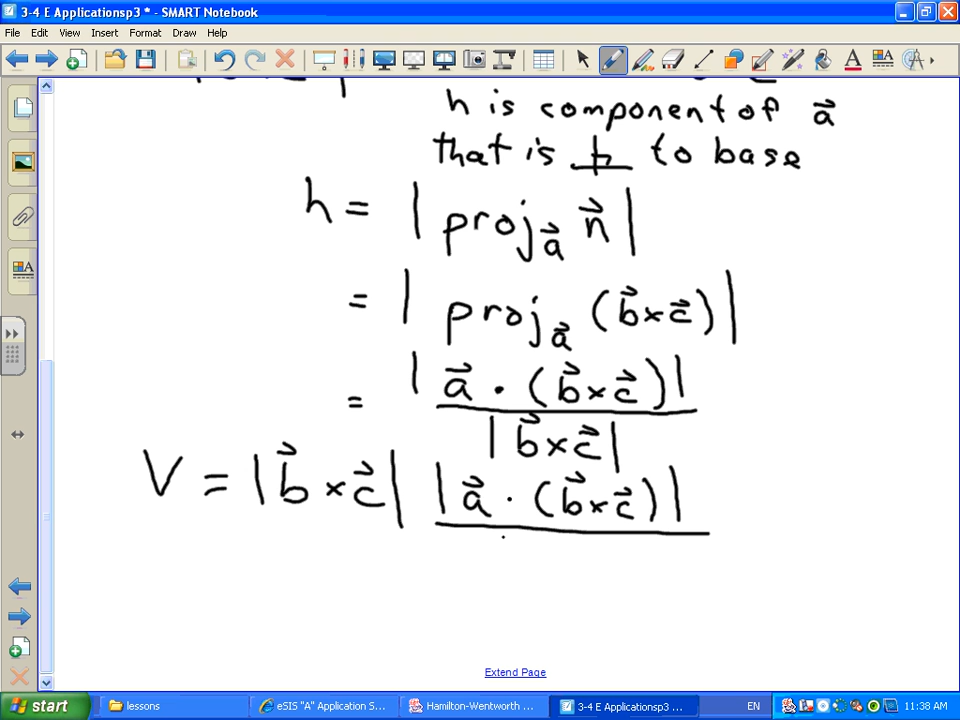 3-4 E Applicationsp3 * - SMART Notebook
File Edit View Insert Format Draw Help
h is component of a⃗
that is ⊥ to base
h = | proj_a⃗ n⃗ |
= | proj_a⃗ (b⃗ × c⃗) |
= | a⃗ · (b⃗ × c⃗) |
| b⃗ × c⃗ |
V = | b⃗ × c⃗ | | a⃗ · (b⃗ × c⃗) |
Extend Page
start lessons eSIS "A" Application S... Hamilton-Wentworth ... 3-4 E Applicationsp3 ... EN 11:38 AM